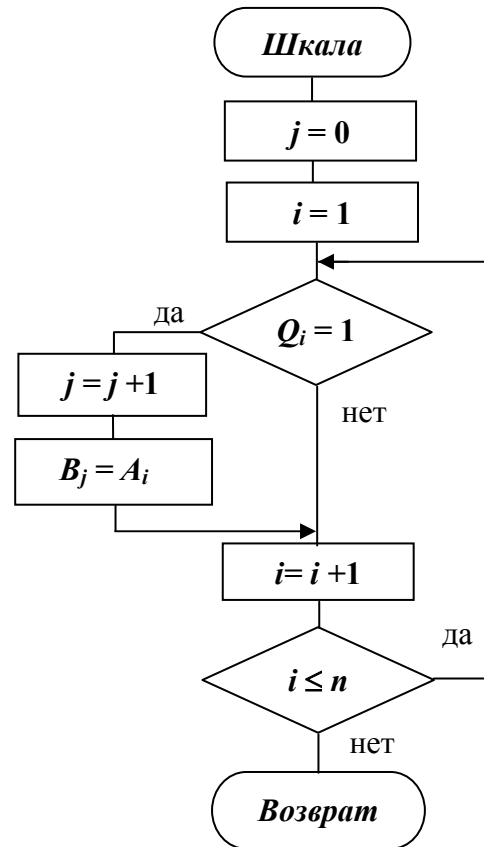 Шкала
j = 0
i = 1
Qi = 1
да
j = j +1
нет
Bj = Ai
i= i +1
да
i ≤ n
нет
Возврат